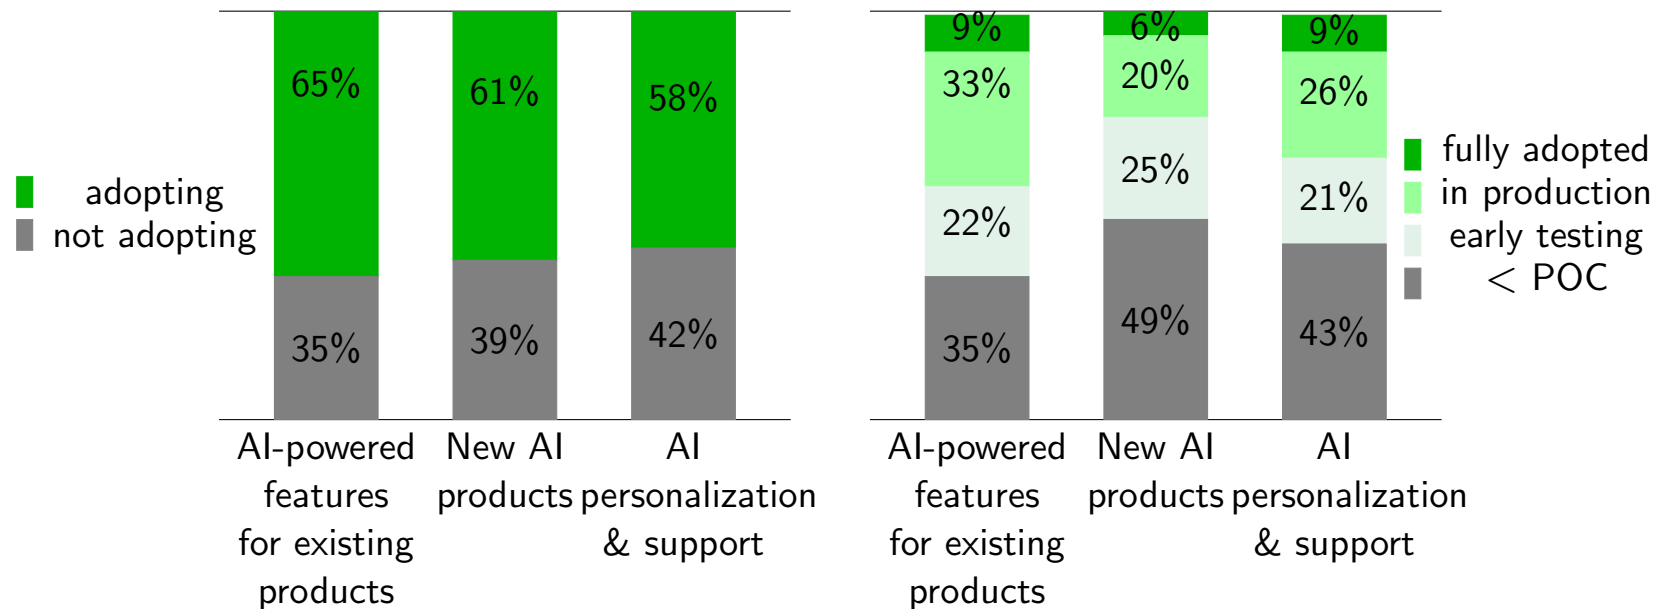 adopting
not adopting
65%
61%
58%
35%
39%
42%
AI-powered
features
for existing
products
New AI
products
AI
personalization
& support
9%
6%
9%
33%
20%
26%
22%
25%
21%
35%
49%
43%
AI-powered
features
for existing
products
New AI
products
AI
personalization
& support
fully adopted
in production
early testing
< POC